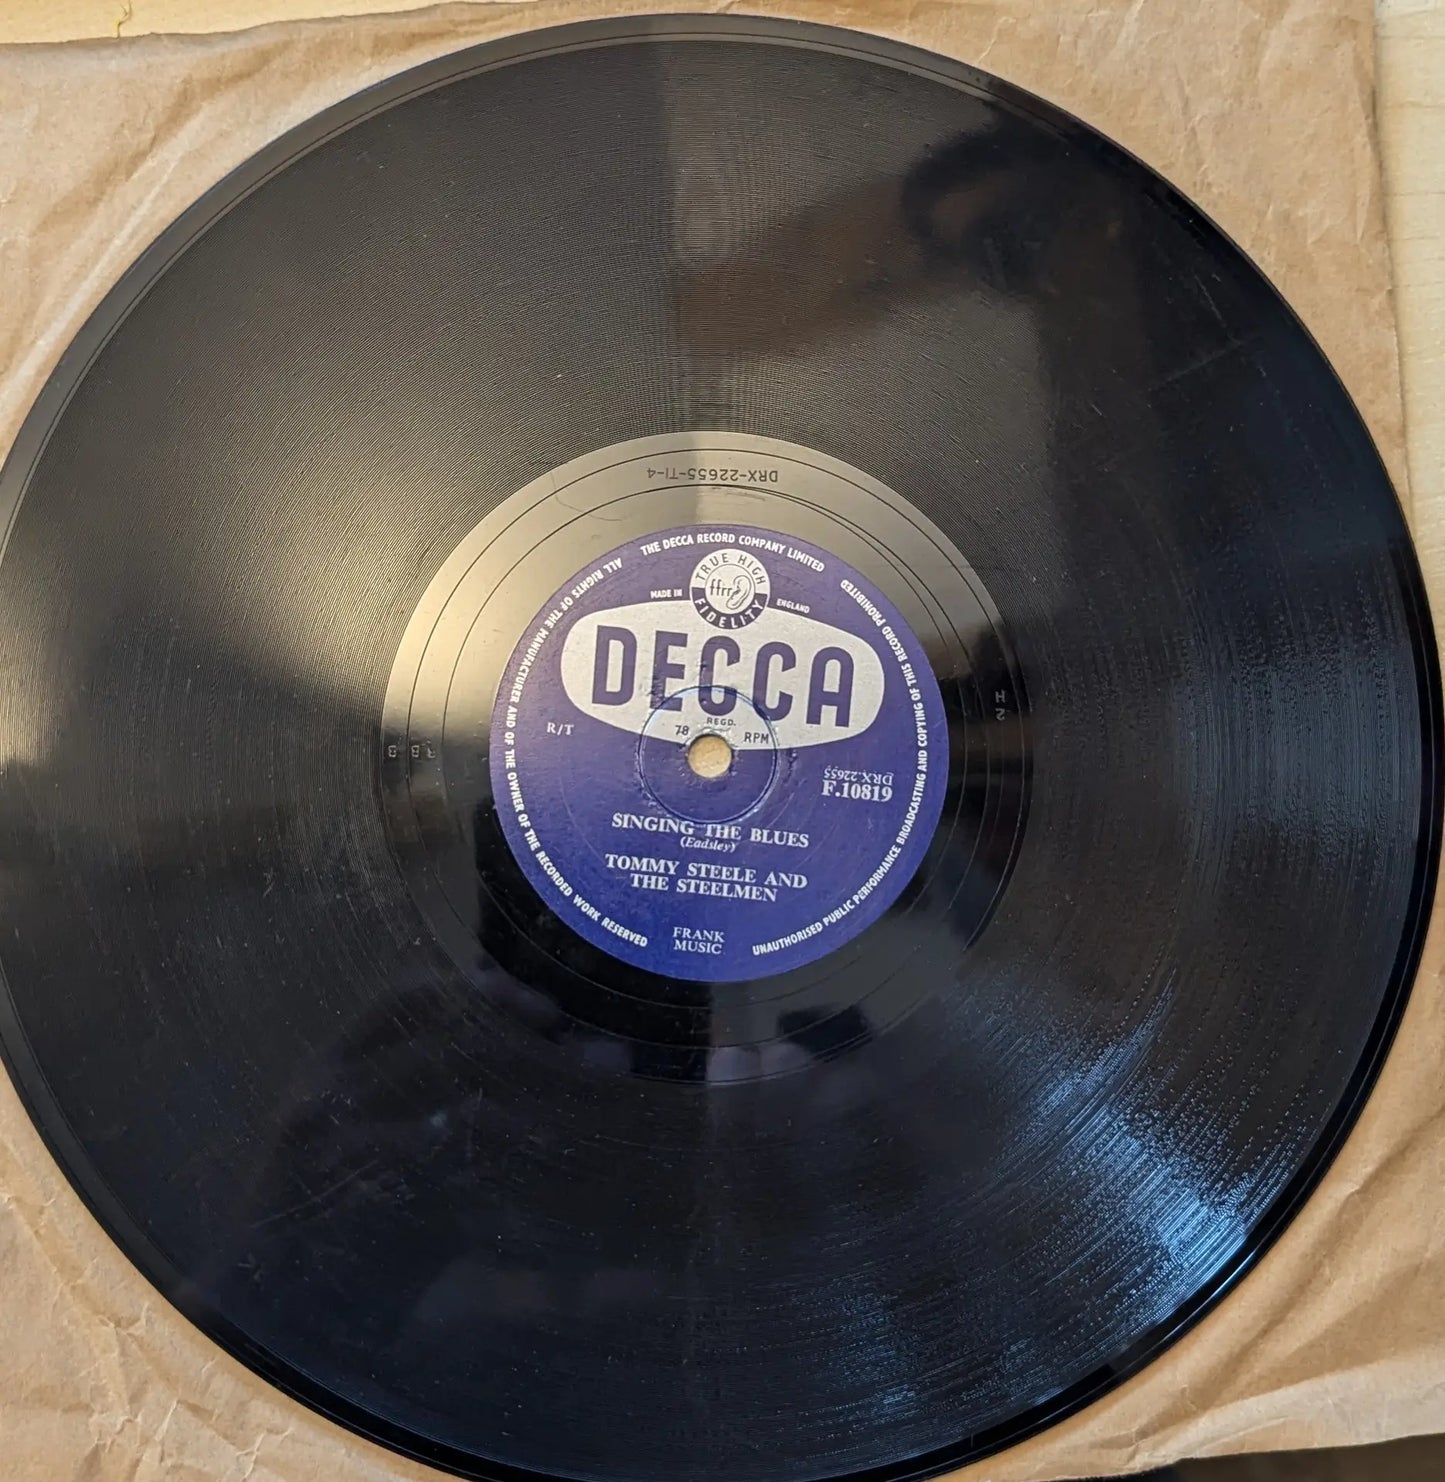 DRX-22655-T1-4
THE DECCA RECORD COMPANY LIMITED
TRUE HIGH
ffrr
FIDELITY
MADE IN ENGLAND
DECCA
REGD.
78 RPM
R/T
DRX.22655
F.10819
SINGING THE BLUES
(Eadsley)
TOMMY STEELE AND
THE STEELMEN
FRANK
MUSIC
ALL RIGHTS OF THE MANUFACTURER AND OF THE OWNER OF THE RECORDED WORK RESERVED
UNAUTHORISED PUBLIC PERFORMANCE BROADCASTING AND COPYING OF THIS RECORD PROHIBITED